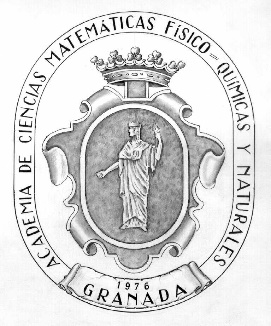 ACADEMIA DE CIENCIAS MATEMÁTICAS FÍSICO-QUÍMICAS Y NATURALES
1976
GRANADA